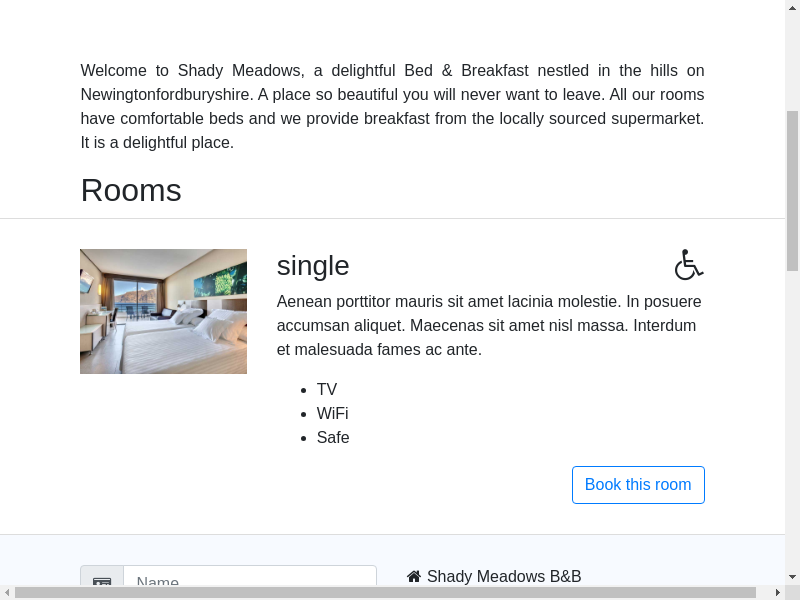 Welcome to Shady Meadows, a delightful Bed & Breakfast nestled in the hills on
Newingtonfordburyshire. A place so beautiful you will never want to leave. All our rooms
have comfortable beds and we provide breakfast from the locally sourced supermarket.
It is a delightful place.
Rooms
single
Aenean porttitor mauris sit amet lacinia molestie. In posuere
accumsan aliquet. Maecenas sit amet nisl massa. Interdum
et malesuada fames ac ante.
TV
WiFi
Safe
Book this room
Name
Shady Meadows B&B